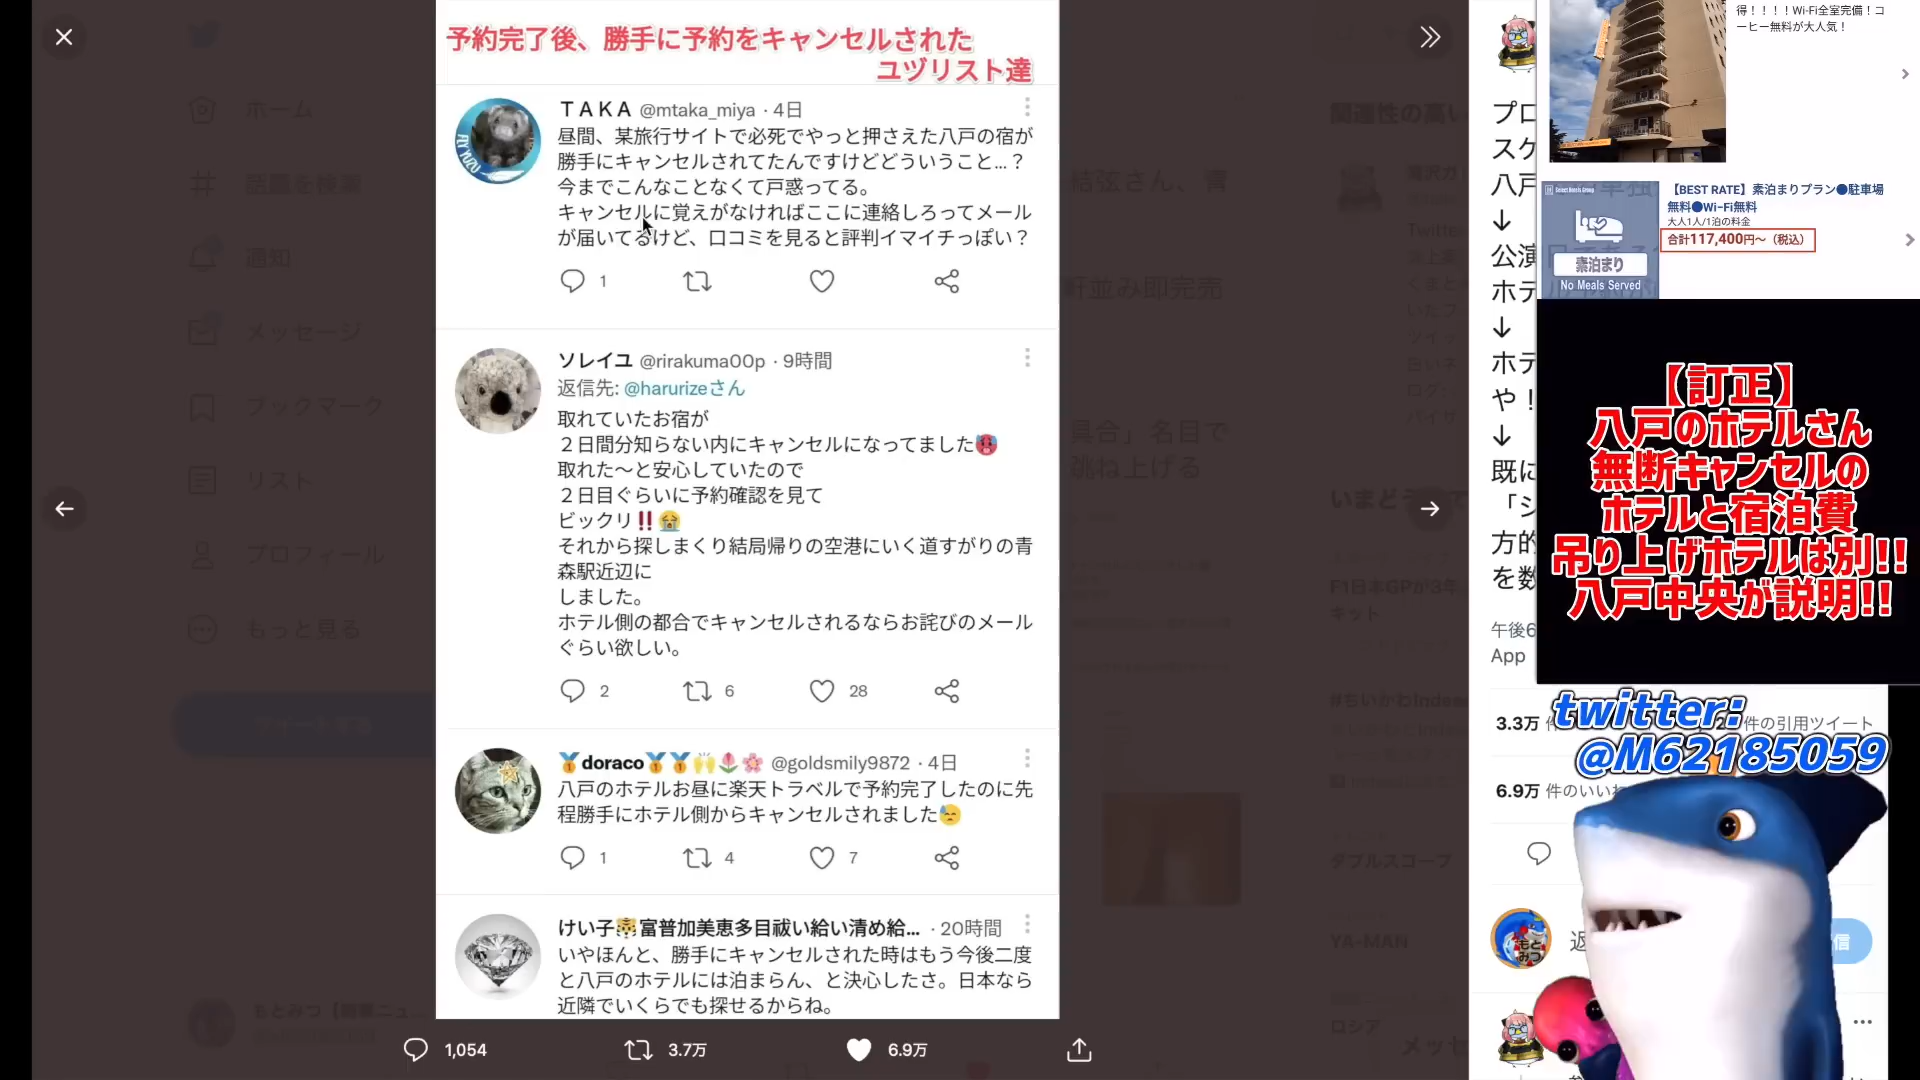 予約完了後、勝手に予約をキャンセルされた
ユヅリスト達
ＴＡＫＡ @mtaka_miya · 4日
昼間、某旅行サイトで必死でやっと押さえた八戸の宿が
勝手にキャンセルされてたんですけどどういうこと…？
今までこんなことなくて戸惑ってる。
キャンセルに覚えがなければここに連絡しろってメール
が届いてるけど、口コミを見ると評判イマイチっぽい？
1
ソレイユ @rirakuma00p · 9時間
返信先: @harurizeさん
取れていたお宿が
２日間分知らない内にキャンセルになってました🥵
取れた〜と安心していたので
２日目ぐらいに予約確認を見て
ビックリ‼️😭
それから探しまくり結局帰りの空港にいく道すがりの青
森駅近辺に
しました。
ホテル側の都合でキャンセルされるならお詫びのメール
ぐらい欲しい。
2 6 28
🥇doraco🥇🥇🙌🌷🌸 @goldsmily9872 · 4日
八戸のホテルお昼に楽天トラベルで予約完了したのに先
程勝手にホテル側からキャンセルされました😓
1 4 7
けい子🐯富普加美恵多目祓い給い清め給... · 20時間
いやほんと、勝手にキャンセルされた時はもう今後二度
と八戸のホテルには泊まらん、と決心したさ。日本なら
近隣でいくらでも探せるからね。
1,054 3.7万 6.9万
ホーム
話題を検索
通知
メッセージ
ブックマーク
リスト
プロフィール
もっと見る
関連性の高い
結弦さん、青
軒並み即完売
具合」名目で
跳ね上げる
いまどう
F1日本GPが3年
キット
ダブルスコープ
YA-MAN
ロシア
プロ
スケ
八戸
↓
公演
ホテ
↓
ホテ
や！
↓
既に
「シ
方的
を数
午後6
App
3.3万 件 件の引用ツイート
6.9万 件のいいね
返 信
得！！！！Wi-Fi全室完備！コ
ーヒー無料が大人気！
【BEST RATE】素泊まりプラン●駐車場
無料●Wi-Fi無料
大人1人/1泊の料金
合計117,400円〜（税込）
Select Hotels Group
素泊まり
No Meals Served
【訂正】
八戸のホテルさん
無断キャンセルの
ホテルと宿泊費
吊り上げホテルは別!!
八戸中央が説明!!
twitter:
@M62185059
もと
みつ